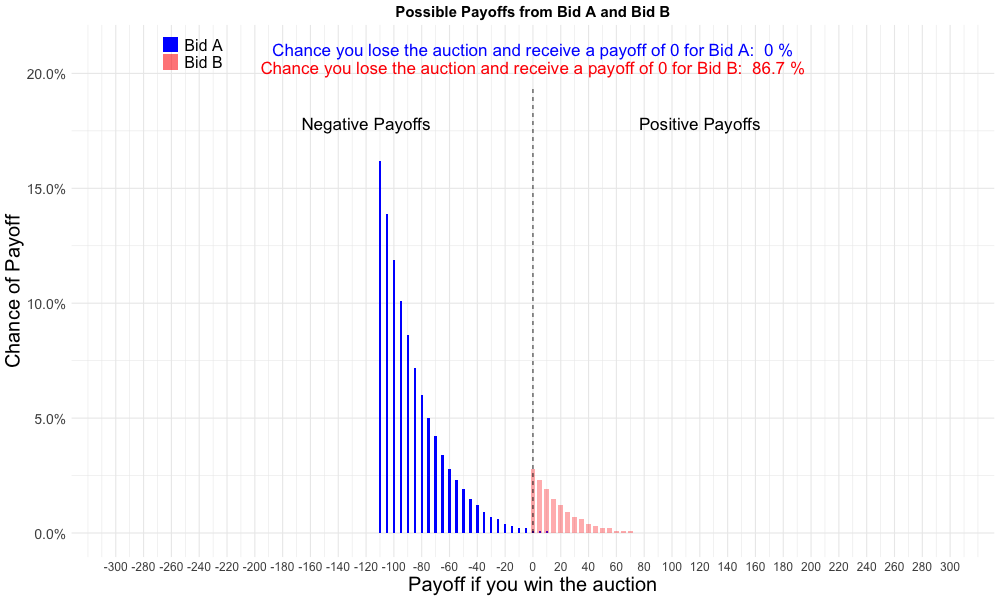 Possible Payoffs from Bid A and Bid B
Bid A
Bid B
Chance you lose the auction and receive a payoff of 0 for Bid A:  0 %
Chance you lose the auction and receive a payoff of 0 for Bid B:  86.7 %
Negative Payoffs
Positive Payoffs
Chance of Payoff
20.0%
15.0%
10.0%
5.0%
0.0%
-300 -280 -260 -240 -220 -200 -180 -160 -140 -120 -100 -80 -60 -40 -20 0 20 40 60 80 100 120 140 160 180 200 220 240 260 280 300
Payoff if you win the auction